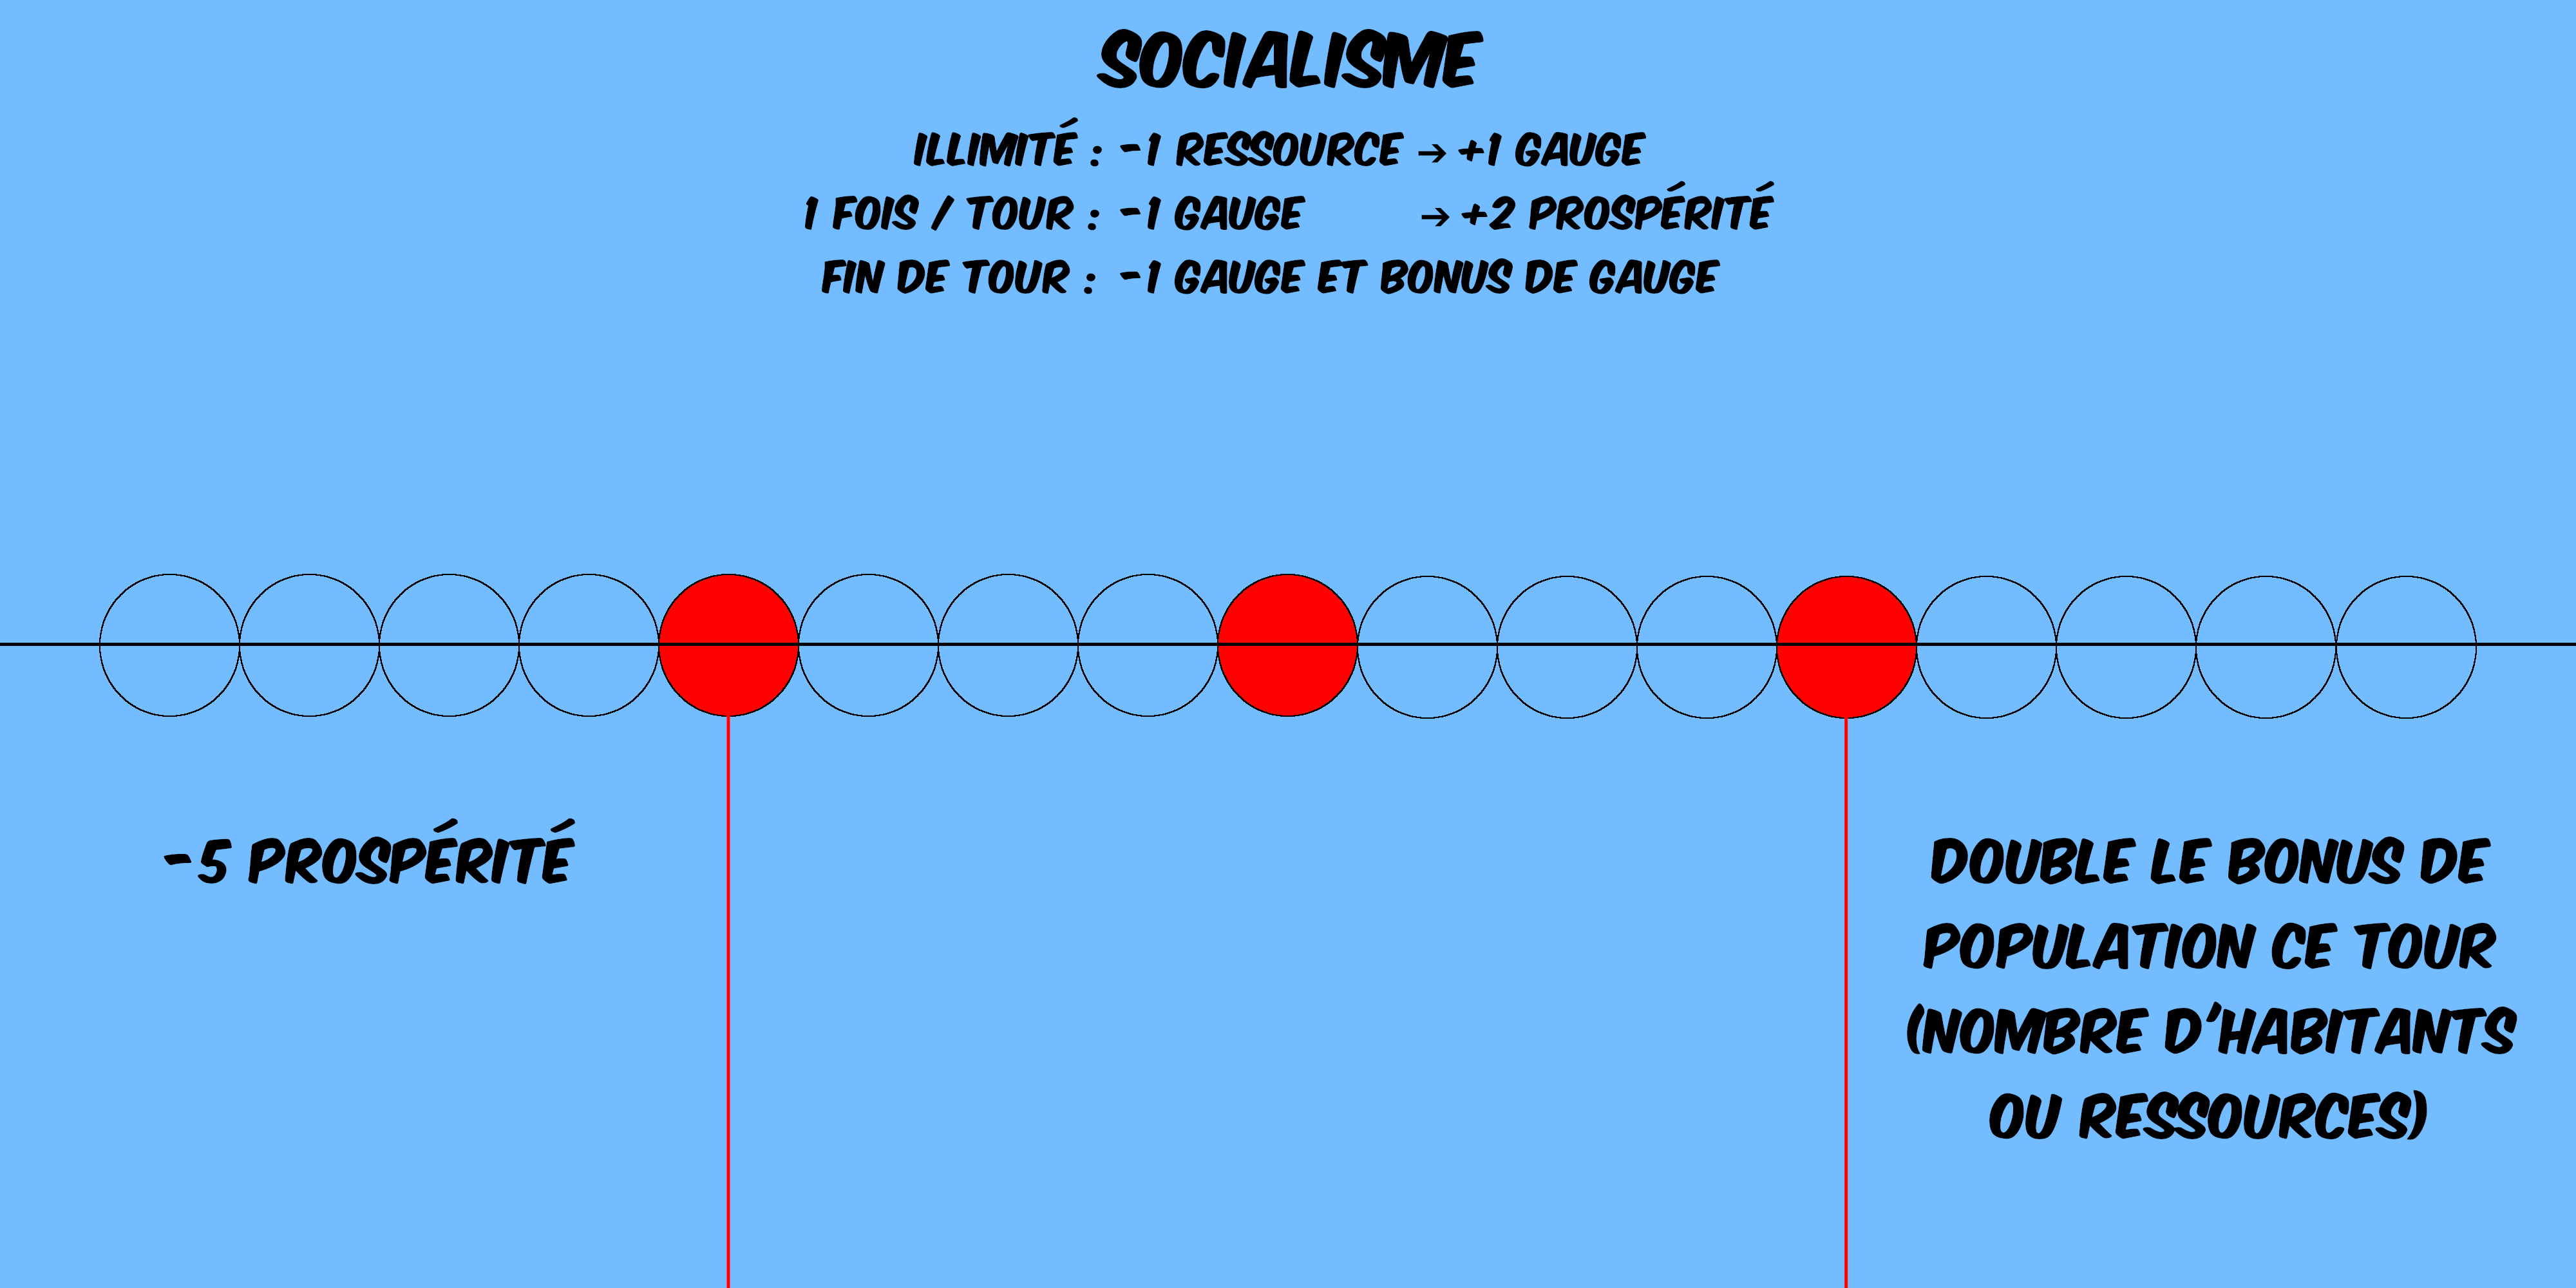 SOCIALISME
ILLIMITÉ : -1 RESSOURCE → +1 GAUGE
1 FOIS / TOUR : -1 GAUGE → +2 PROSPÉRITÉ
FIN DE TOUR : -1 GAUGE ET BONUS DE GAUGE
-5 PROSPÉRITÉ
DOUBLE LE BONUS DE
POPULATION CE TOUR
(NOMBRE D'HABITANTS
OU RESSOURCES)